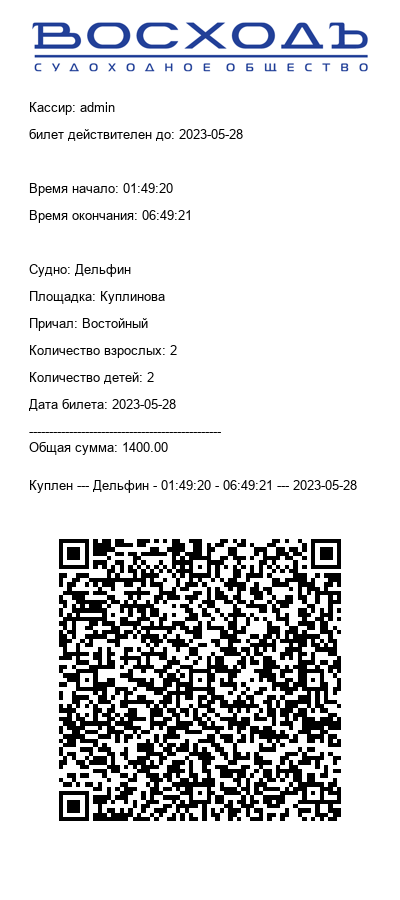 ВОСХОДЪ
СУДОХОДНОЕ ОБЩЕСТВО
Кассир: admin
билет действителен до: 2023-05-28
Время начало: 01:49:20
Время окончания: 06:49:21
Судно: Дельфин
Площадка: Куплинова
Причал: Востойный
Количество взрослых: 2
Количество детей: 2
Дата билета: 2023-05-28
------------------------------------------------
Общая сумма: 1400.00
Куплен --- Дельфин - 01:49:20 - 06:49:21 --- 2023-05-28